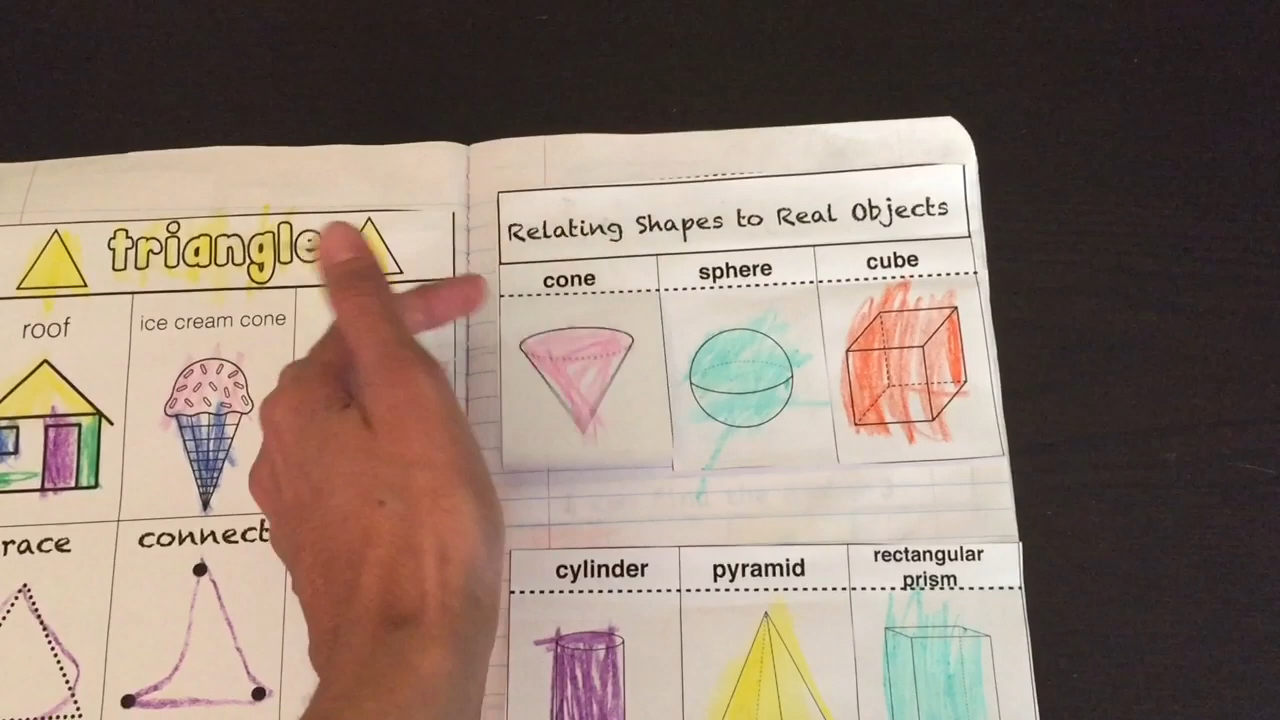 triangle
roof
ice cream cone
race
connect
Relating Shapes to Real Objects
cone
sphere
cube
cylinder
pyramid
rectangular
prism